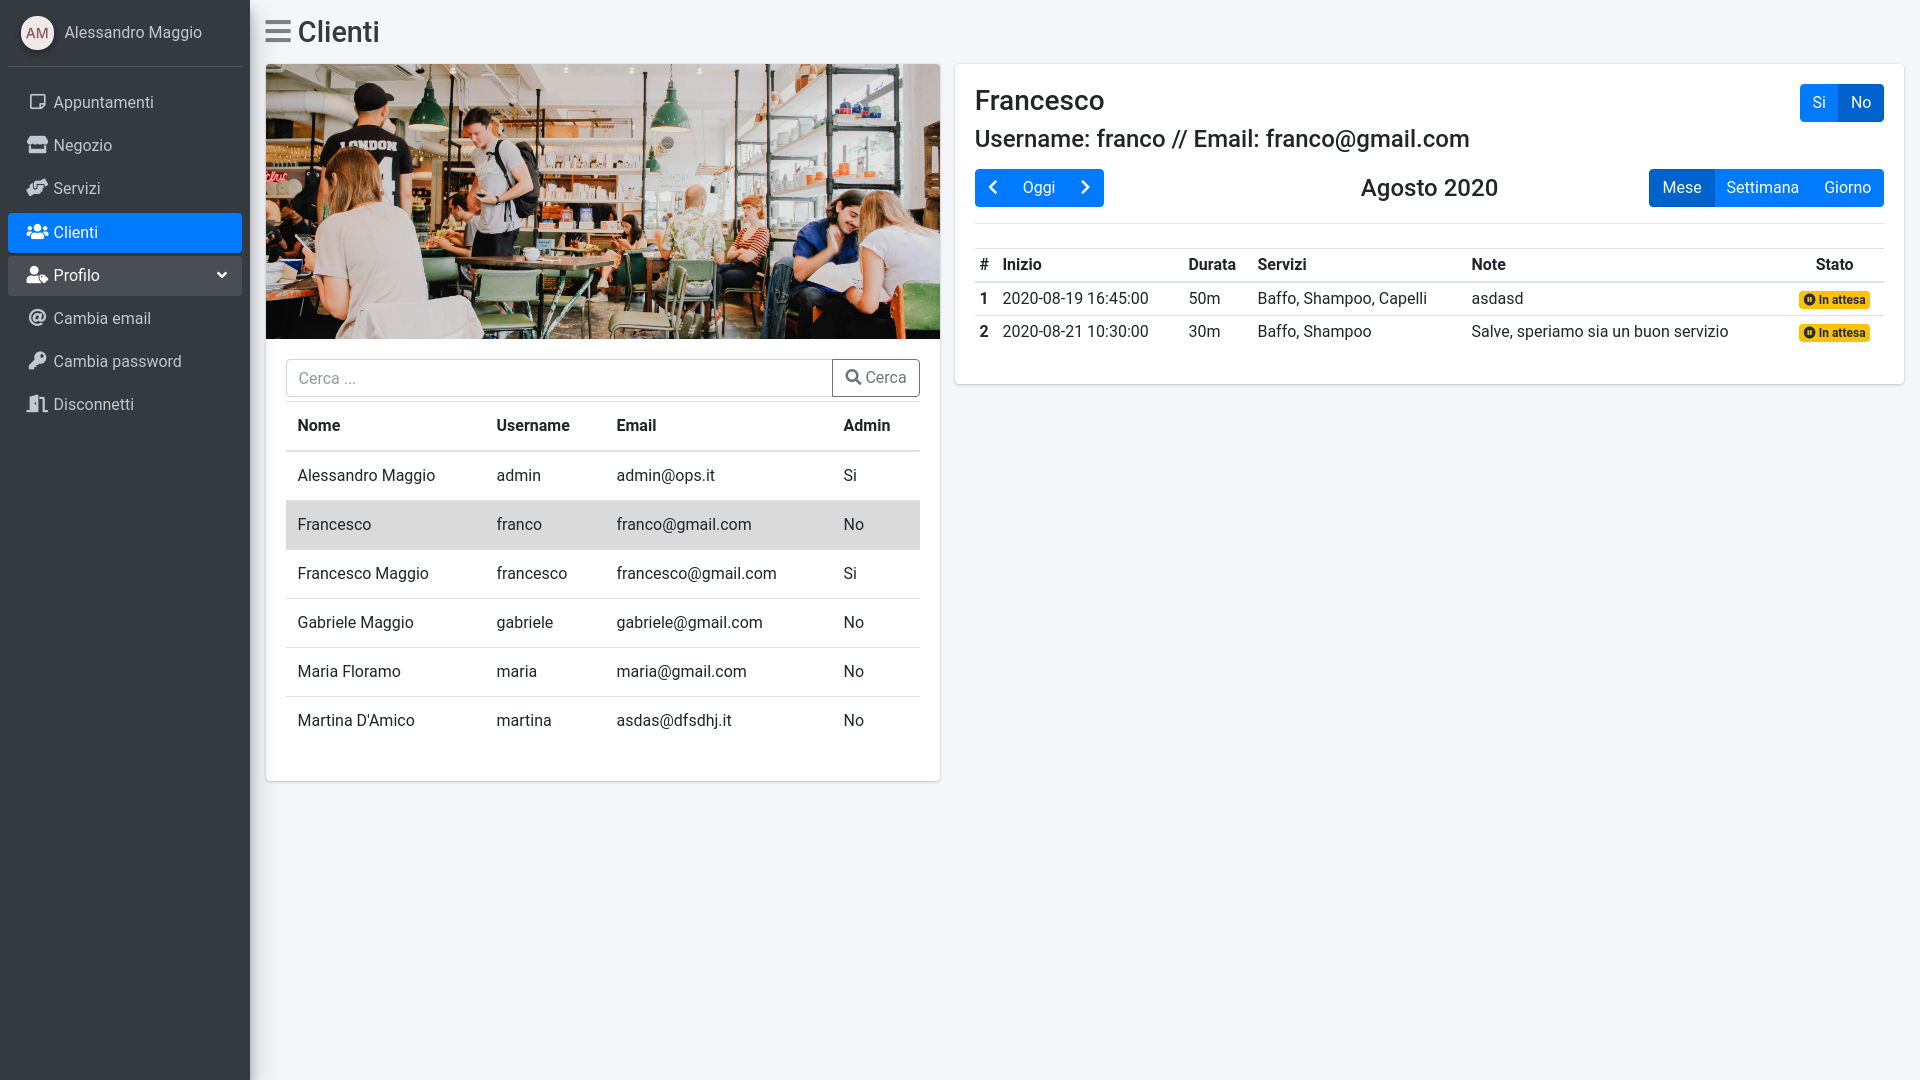 AM Alessandro Maggio
Appuntamenti
Negozio
Servizi
Clienti
Profilo
Cambia email
Cambia password
Disconnetti
Clienti
LONDON
Cerca ...
Cerca
Nome Username Email Admin
Alessandro Maggio admin admin@ops.it Si
Francesco franco franco@gmail.com No
Francesco Maggio francesco francesco@gmail.com Si
Gabriele Maggio gabriele gabriele@gmail.com No
Maria Floramo maria maria@gmail.com No
Martina D'Amico martina asdas@dfsdhj.it No
Francesco
Si No
Username: franco // Email: franco@gmail.com
Oggi
Agosto 2020
Mese Settimana Giorno
# Inizio Durata Servizi Note Stato
1 2020-08-19 16:45:00 50m Baffo, Shampoo, Capelli asdasd In attesa
2 2020-08-21 10:30:00 30m Baffo, Shampoo Salve, speriamo sia un buon servizio In attesa